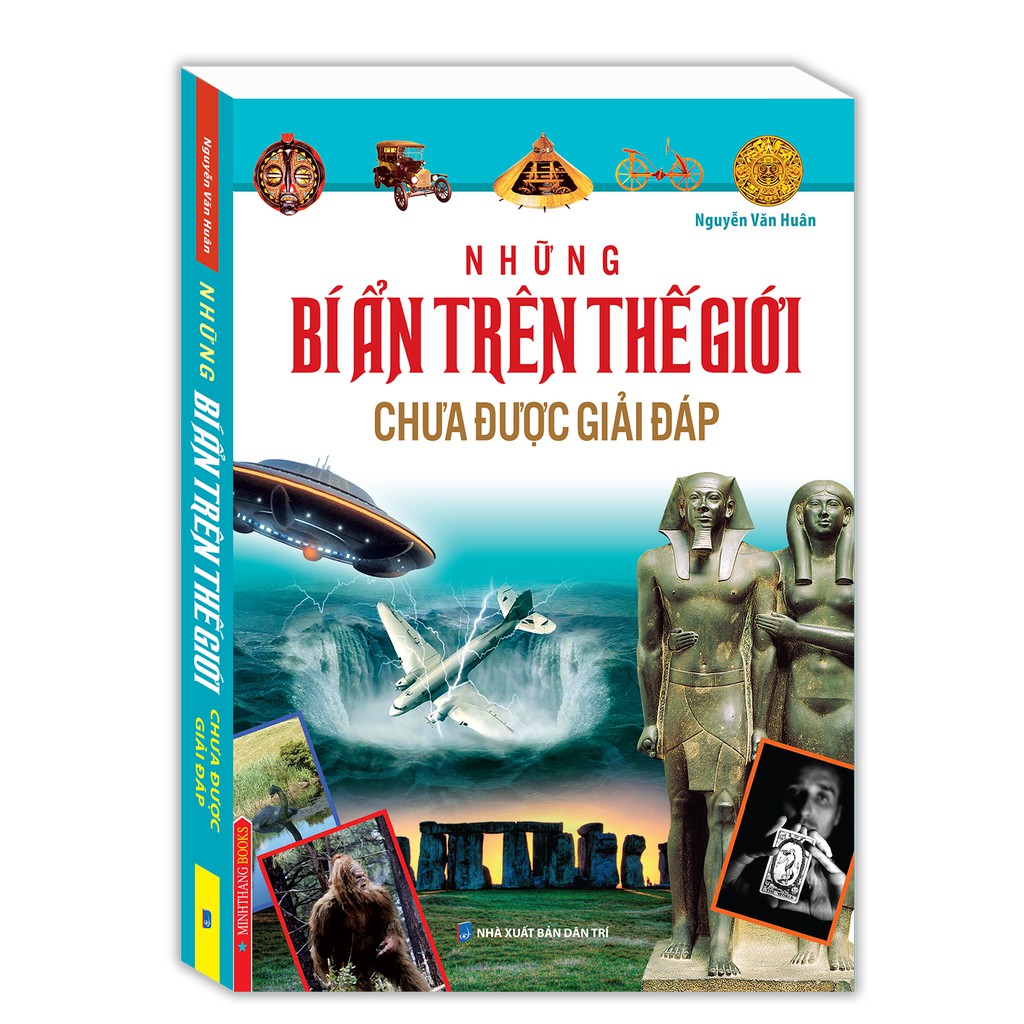 Nguyễn Văn Huân
NHỮNG
BÍ ẨN TRÊN THẾ GIỚI
CHƯA ĐƯỢC GIẢI ĐÁP
NHÀ XUẤT BẢN DÂN TRÍ
Nguyễn Văn Huân
NHỮNG BÍ ẨN TRÊN THẾ GIỚI
CHƯA ĐƯỢC
GIẢI ĐÁP
MINHTHANG BOOKS